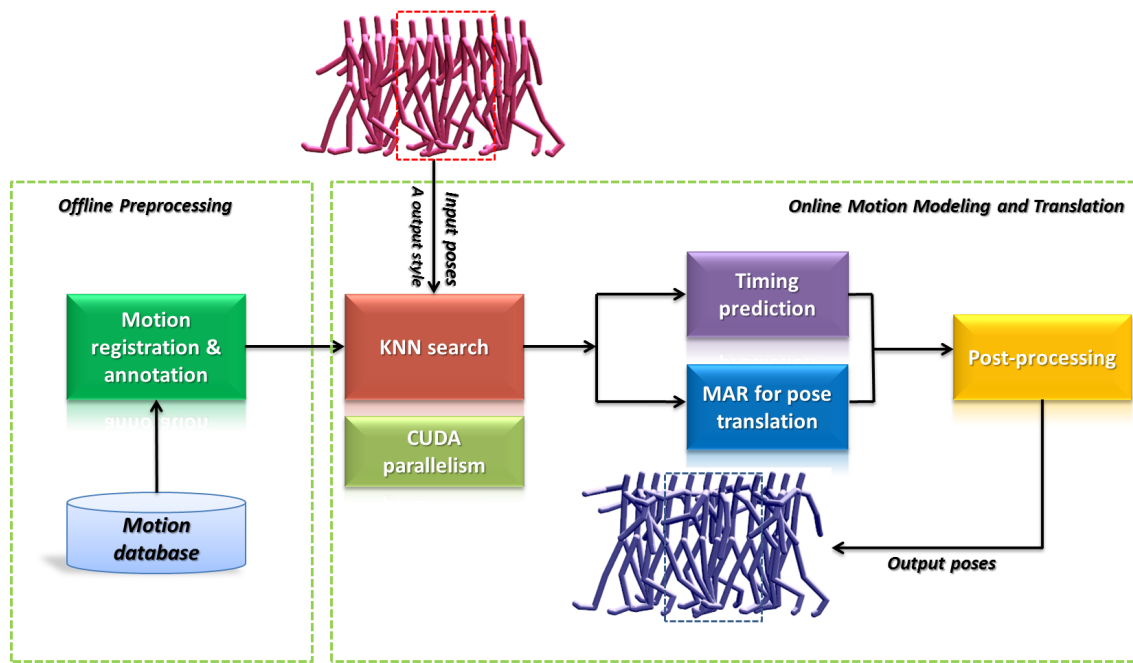 Offline Preprocessing
Input poses
A output style
Online Motion Modeling and Translation
Motion
registration &
annotation
KNN search
CUDA
parallelism
Timing
prediction
MAR for pose
translation
Post-processing
Motion
database
Output poses